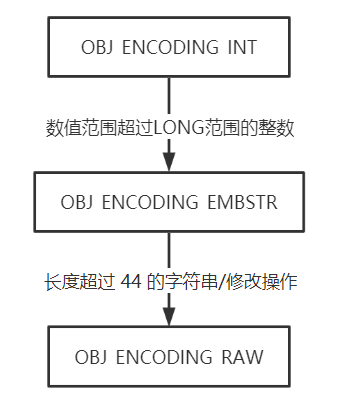 OBJ ENCODING INT
数值范围超过LONG范围的整数
OBJ ENCODING EMBSTR
长度超过 44 的字符串/修改操作
OBJ ENCODING RAW